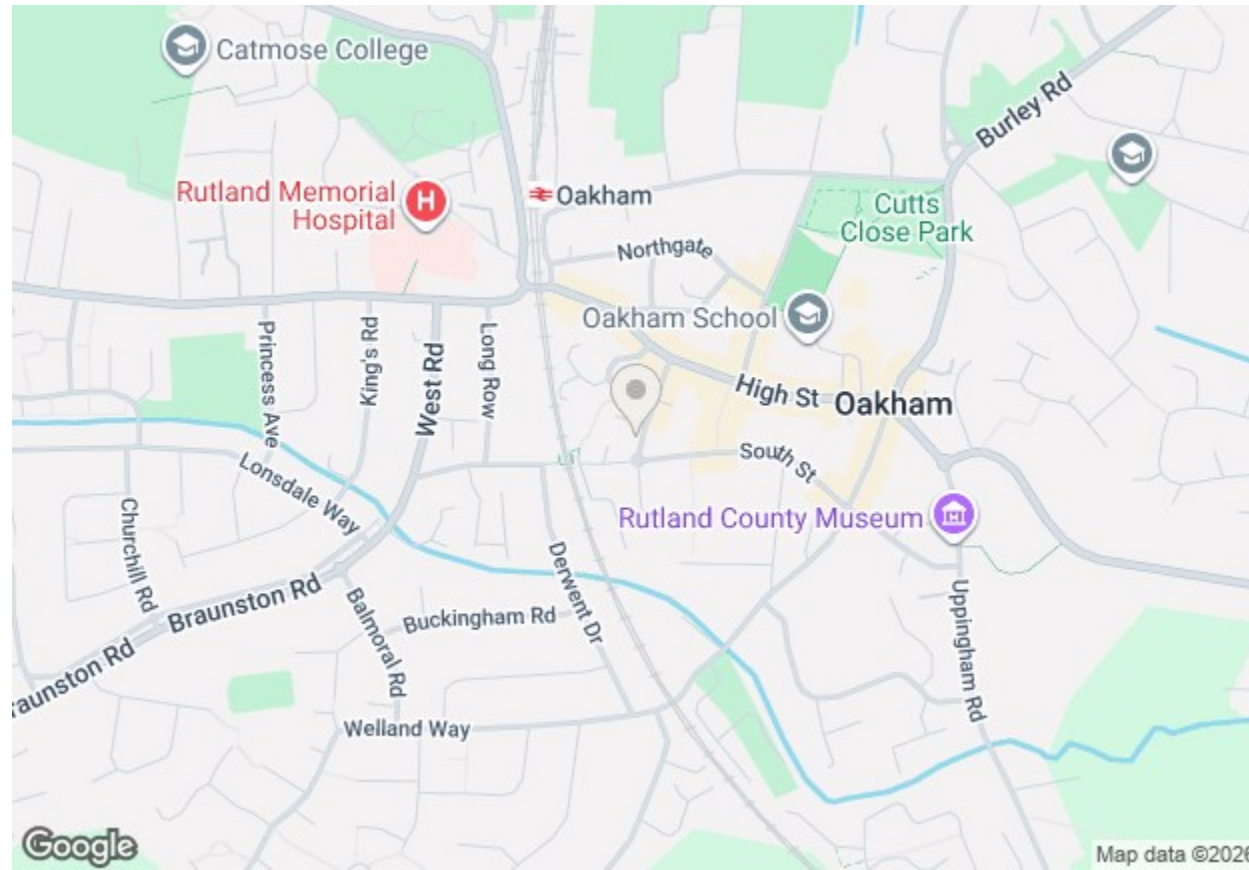 Catmose College
Burley Rd
Rutland Memorial
Hospital
H
Oakham
Cutts
Close Park
Northgate
Oakham School
Princess Ave
King's Rd
West Rd
Long Row
High St
Oakham
South St
Lonsdale Way
Rutland County Museum
Churchill Rd
Braunston Rd
Derwent Dr
Balmoral Rd
Buckingham Rd
Uppingham Rd
raunston Rd
Welland Way
Google
Map data ©2026